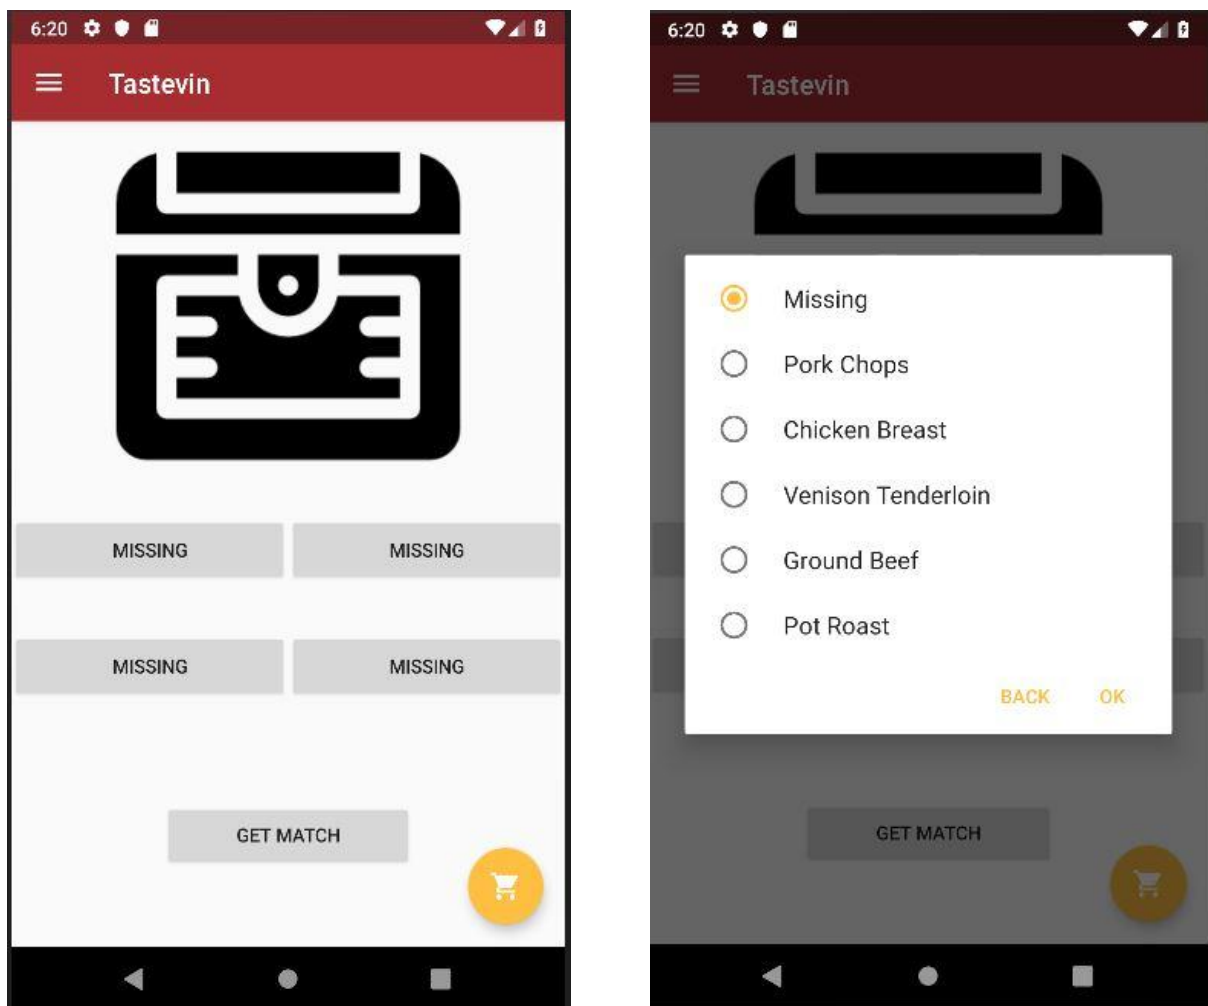 6:20
Tastevin
MISSING MISSING
MISSING MISSING
GET MATCH
6:20
Tastevin
Missing
Pork Chops
Chicken Breast
Venison Tenderloin
Ground Beef
Pot Roast
BACK OK
GET MATCH